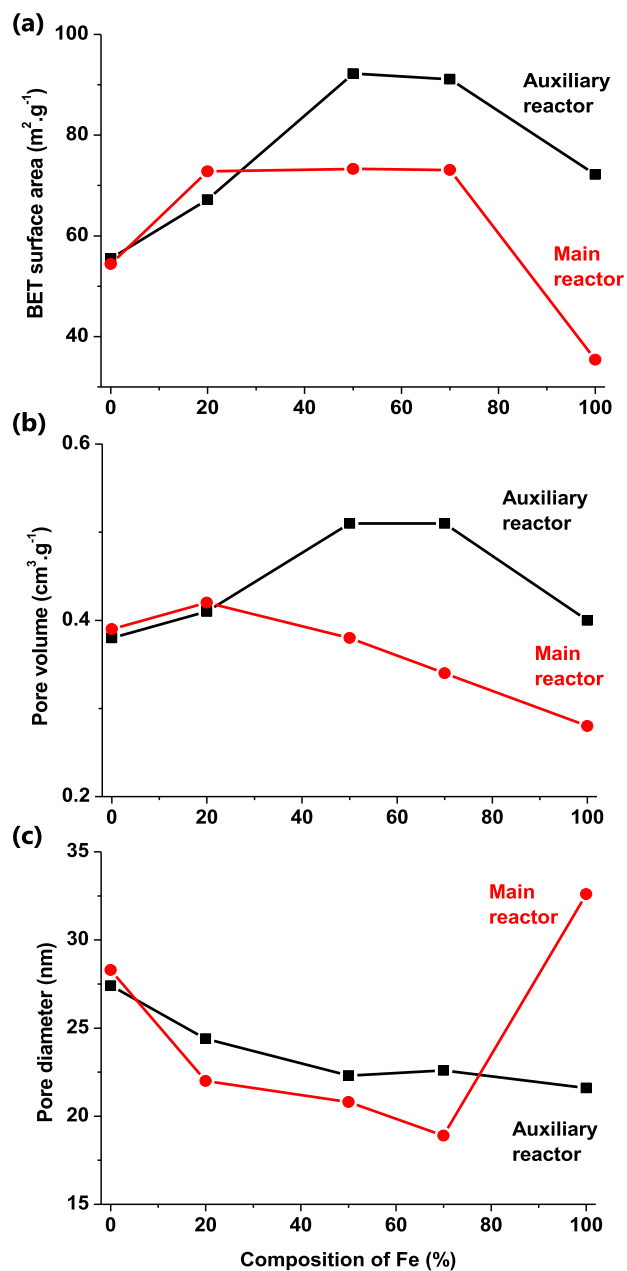 (a)
100
80
60
40
BET surface area (m².g⁻¹)
Auxiliary
reactor
Main
reactor
0 20 40 60 80 100
(b)
0.6
0.4
0.2
Pore volume (cm³.g⁻¹)
Auxiliary
reactor
Main
reactor
0 20 40 60 80 100
(c)
35
30
25
20
15
Pore diameter (nm)
Main
reactor
Auxiliary
reactor
0 20 40 60 80 100
Composition of Fe (%)